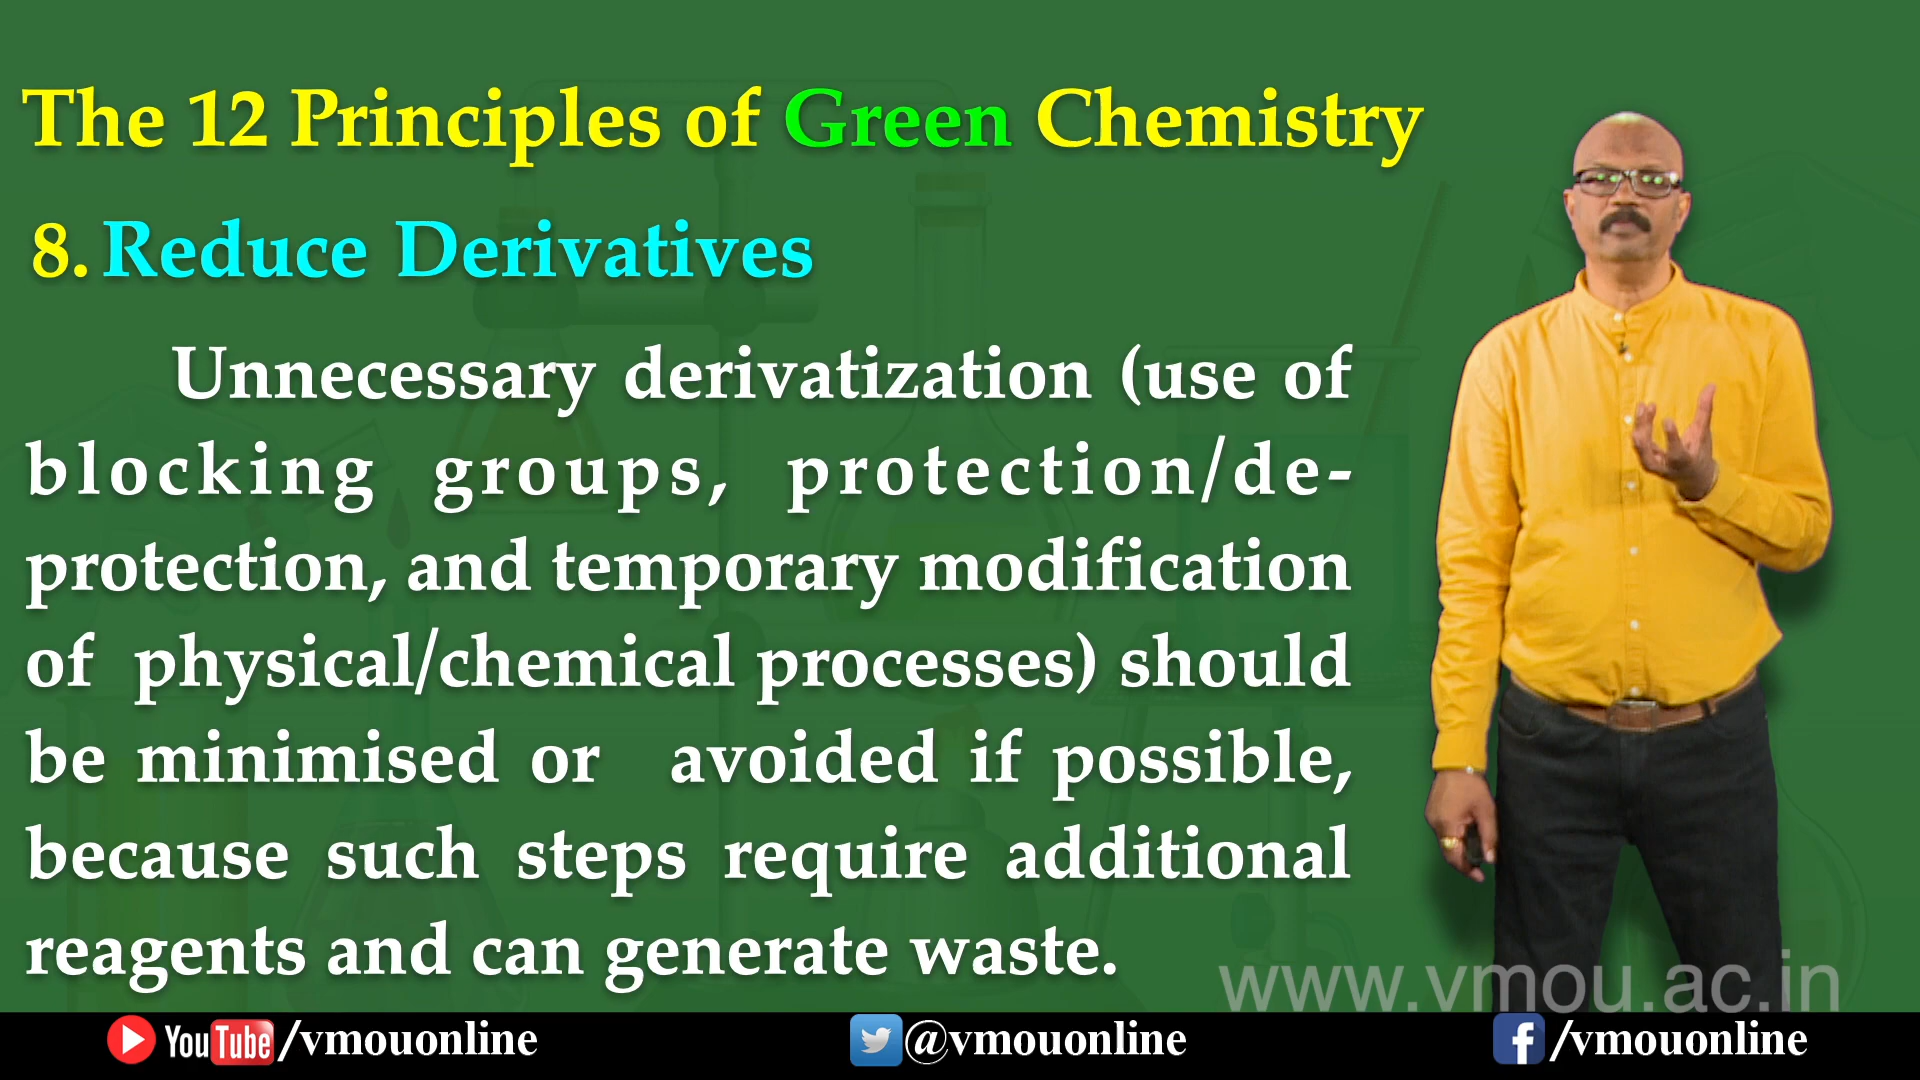 The 12 Principles of Green Chemistry
8. Reduce Derivatives
Unnecessary derivatization (use of
blocking groups, protection/de-
protection, and temporary modification
of physical/chemical processes) should
be minimised or avoided if possible,
because such steps require additional
reagents and can generate waste.
www.vmou.ac.in
YouTube /vmouonline
@vmouonline
f /vmouonline